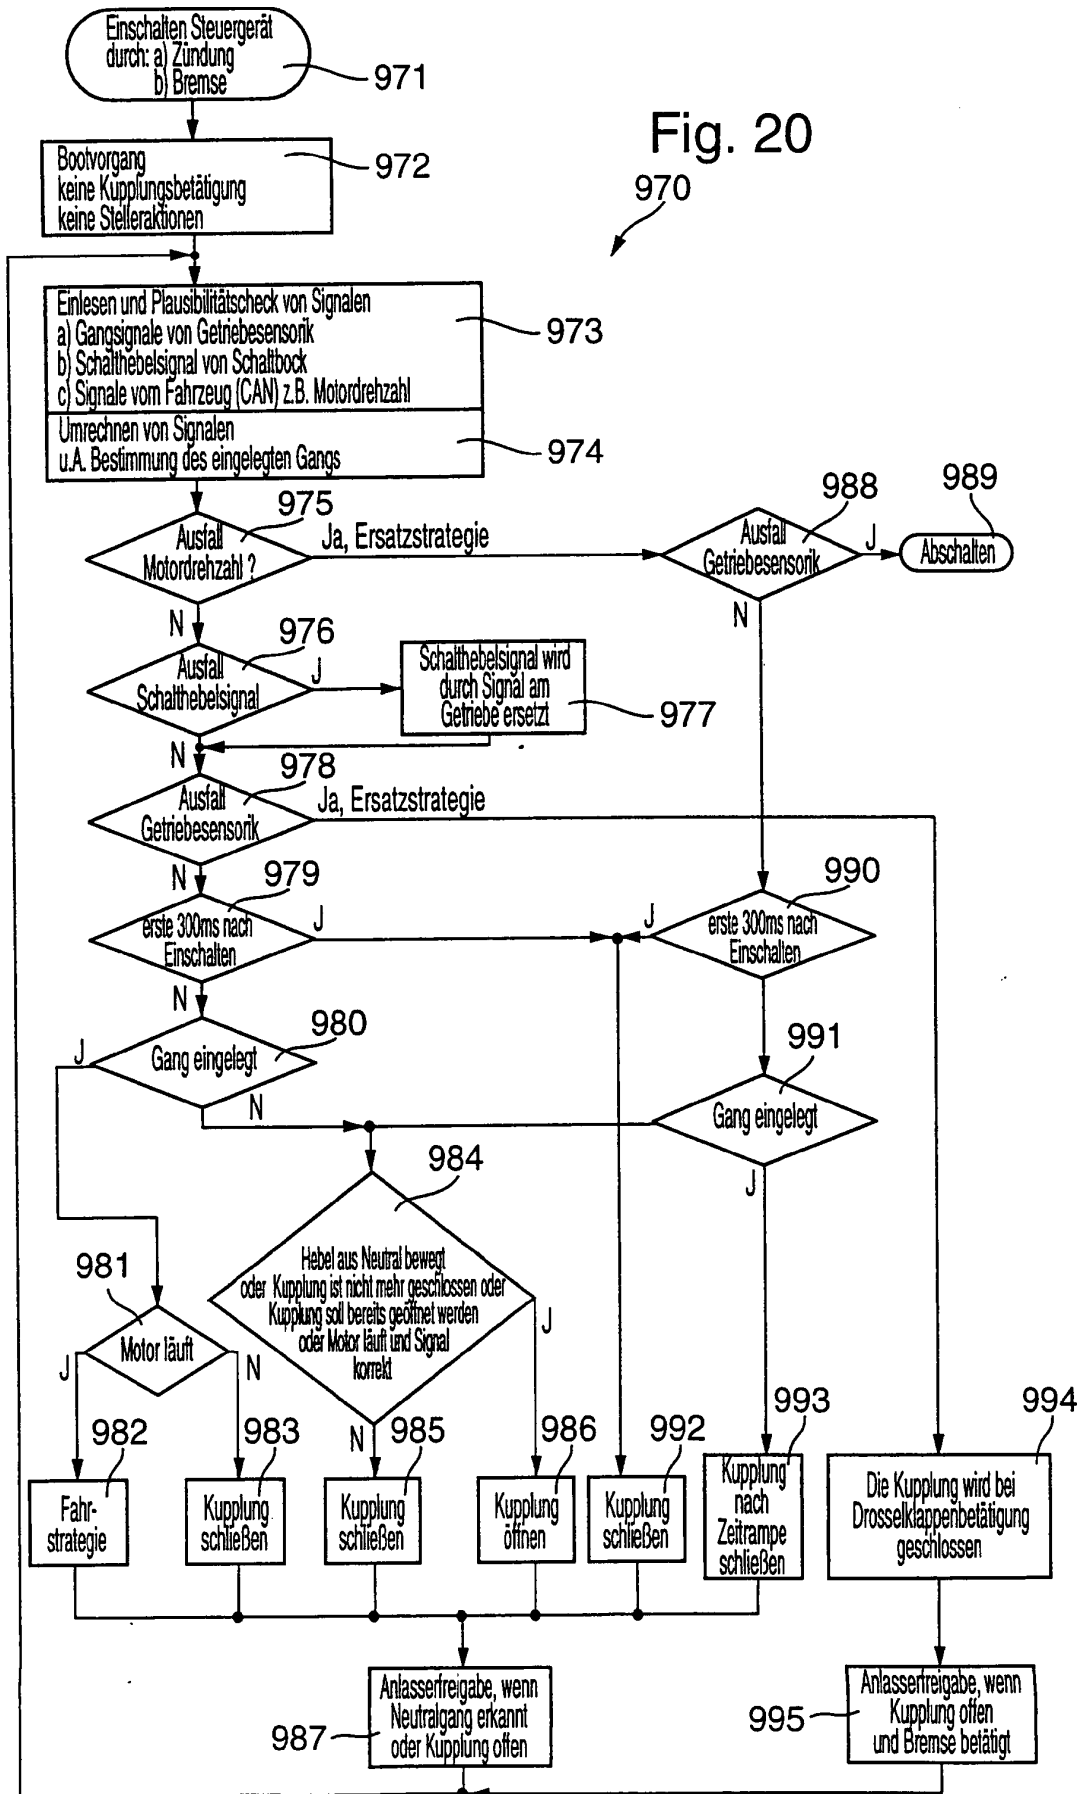 Einschalten Steuergerät
durch: a) Zündung
b) Bremse
971
Fig. 20
970
Bootvorgang
keine Kupplungsbetätigung
keine Stelleraktionen
972
Einlesen und Plausibilitätscheck von Signalen
a) Gangsignale von Getriebesensorik
b) Schalthebelsignal von Schaltbock
c) Signale vom Fahrzeug (CAN) z.B. Motordrehzahl
973
Umrechnen von Signalen
u.A. Bestimmung des eingelegten Gangs
974
975
Ausfall
Motordrehzahl ?
Ja, Ersatzstrategie
988
Ausfall
Getriebesensorik
J
989
Abschalten
N
N
976
Ausfall
Schalthebelsignal
J
Schalthebelsignal wird
durch Signal am
Getriebe ersetzt
977
N
978
Ausfall
Getriebesensorik
Ja, Ersatzstrategie
N
979
erste 300ms nach
Einschalten
J
990
J
erste 300ms nach
Einschalten
N
980
J
Gang eingelegt
N
991
Gang eingelegt
J
984
Hebel aus Neutral bewegt
oder Kupplung ist nicht mehr geschlossen oder
Kupplung soll bereits geöffnet werden
oder Motor läuft und Signal
korrekt
J
N
981
Motor läuft
J
N
982
Fahr-
strategie
983
Kupplung
schließen
985
Kupplung
schließen
986
Kupplung
öffnen
992
Kupplung
schließen
993
Kupplung
nach
Zeitrampe
schließen
994
Die Kupplung wird bei
Drosselklappenbetätigung
geschlossen
Anlasserfreigabe, wenn
Neutralgang erkannt
oder Kupplung offen
987
Anlasserfreigabe, wenn
Kupplung offen
und Bremse betätigt
995